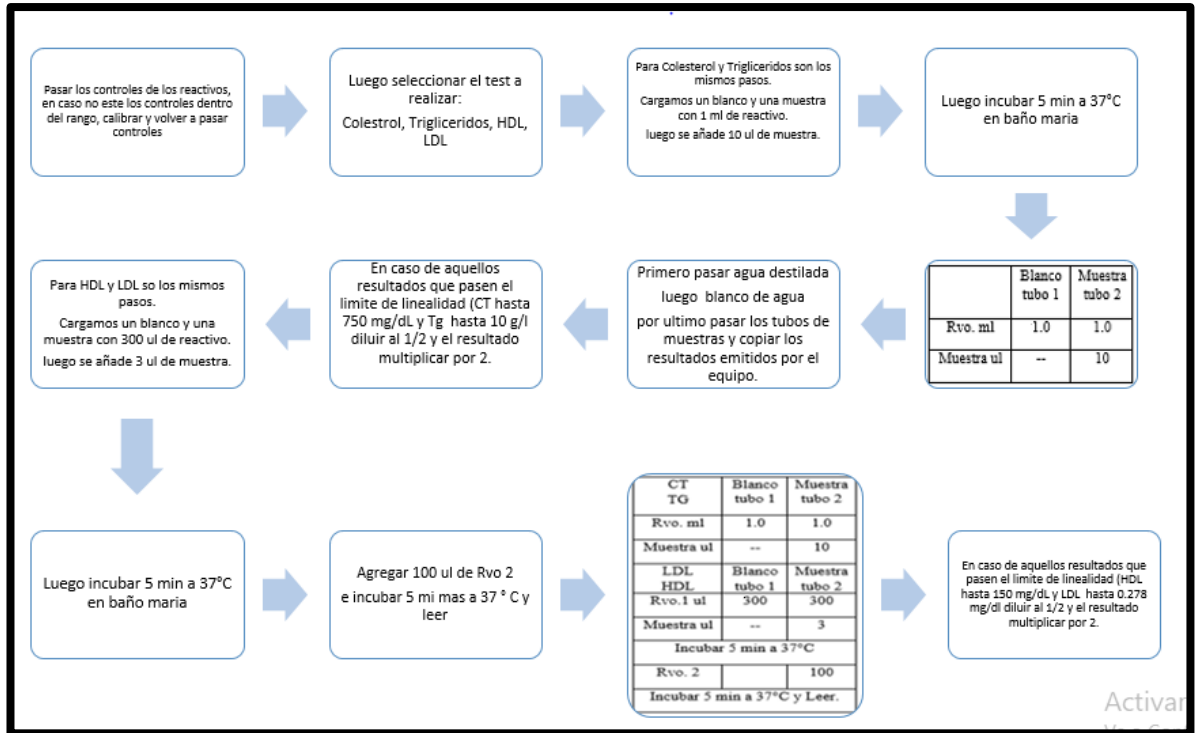 Pasar los controles de los reactivos,
en caso no este los controles dentro
del rango, calibrar y volver a pasar
controles
Luego seleccionar el test a
realizar:
Colestrol, Trigliceridos, HDL,
LDL
Para Colesterol y Trigliceridos son los
mismos pasos.
Cargamos un blanco y una muestra
con 1 ml de reactivo.
luego se añade 10 ul de muestra.
Luego incubar 5 min a 37°C
en baño maria
Blanco tubo 1 Muestra tubo 2
Rvo. ml 1.0 1.0
Muestra ul -- 10
Primero pasar agua destilada
luego blanco de agua
por ultimo pasar los tubos de
muestras y copiar los
resultados emitidos por el
equipo.
En caso de aquellos
resultados que pasen el
limite de linealidad (CT hasta
750 mg/dL y Tg hasta 10 g/l
diluir al 1/2 y el resultado
multiplicar por 2.
Para HDL y LDL so los mismos
pasos.
Cargamos un blanco y una
muestra con 300 ul de reactivo.
luego se añade 3 ul de muestra.
Luego incubar 5 min a 37°C
en baño maria
Agregar 100 ul de Rvo 2
e incubar 5 mi mas a 37 ° C y
leer
CT Blanco Muestra
TG tubo 1 tubo 2
Rvo. ml 1.0 1.0
Muestra ul -- 10
LDL Blanco Muestra
HDL tubo 1 tubo 2
Rvo.1 ul 300 300
Muestra ul -- 3
Incubar 5 min a 37°C
Rvo. 2 100
Incubar 5 min a 37°C y Leer.
En caso de aquellos resultados que
pasen el limite de linealidad (HDL
hasta 150 mg/dL y LDL hasta 0.278
mg/dl diluir al 1/2 y el resultado
multiplicar por 2.
Activar